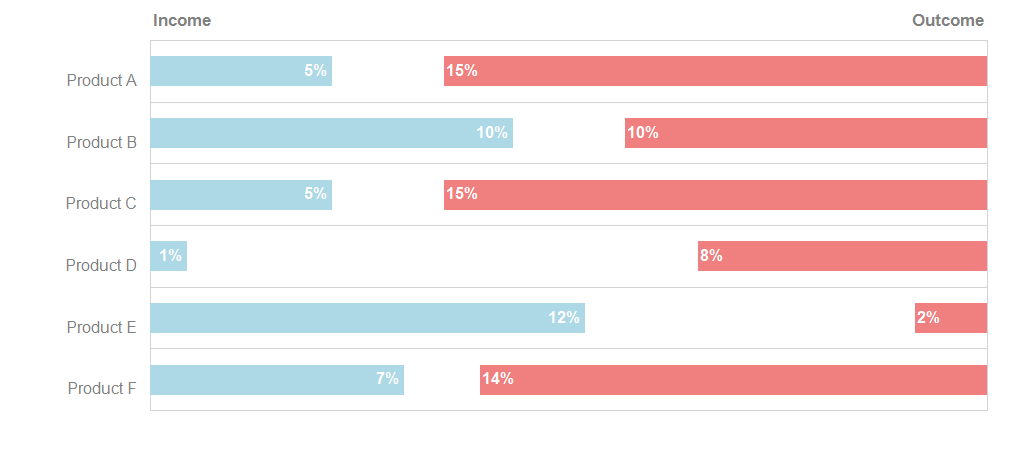 Income Outcome
Product A 5% 15%
Product B 10% 10%
Product C 5% 15%
Product D 1% 8%
Product E 12% 2%
Product F 7% 14%